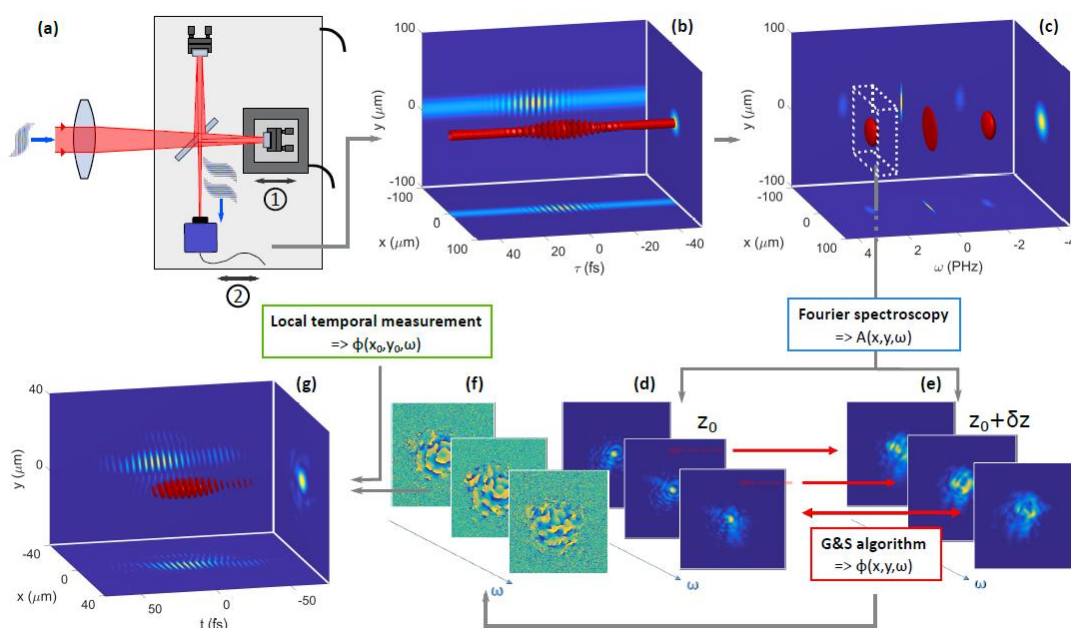 (a)
①
②
(b)
100
0
-100
-100
0
100
y (μm)
x (μm)
40
20
0
-20
-40
τ (fs)
(c)
100
0
-100
-100
0
100
y (μm)
x (μm)
4
2
0
-2
-4
ω (PHz)
Local temporal measurement
=> ϕ(x₀,y₀,ω)
Fourier spectroscopy
=> A(x,y,ω)
(g)
40
0
-40
-40
0
40
y (μm)
x (μm)
50
0
-50
t (fs)
(f)
ω
(d)
z₀
ω
(e)
z₀+δz
ω
G&S algorithm
=> ϕ(x,y,ω)